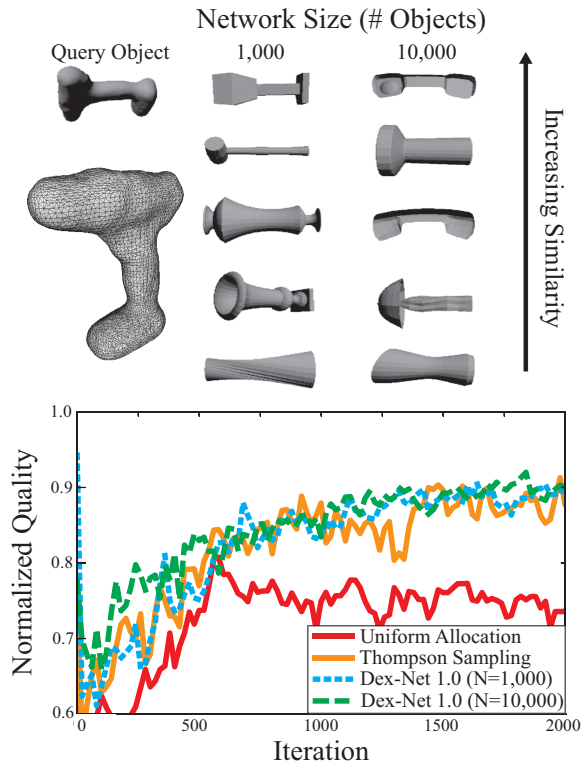 Network Size (# Objects)
Query Object
1,000
10,000
Increasing Similarity
1.0
0.9
0.8
0.7
0.6
Normalized Quality
Uniform Allocation
Thompson Sampling
Dex-Net 1.0 (N=1,000)
Dex-Net 1.0 (N=10,000)
0
500
1000
1500
2000
Iteration